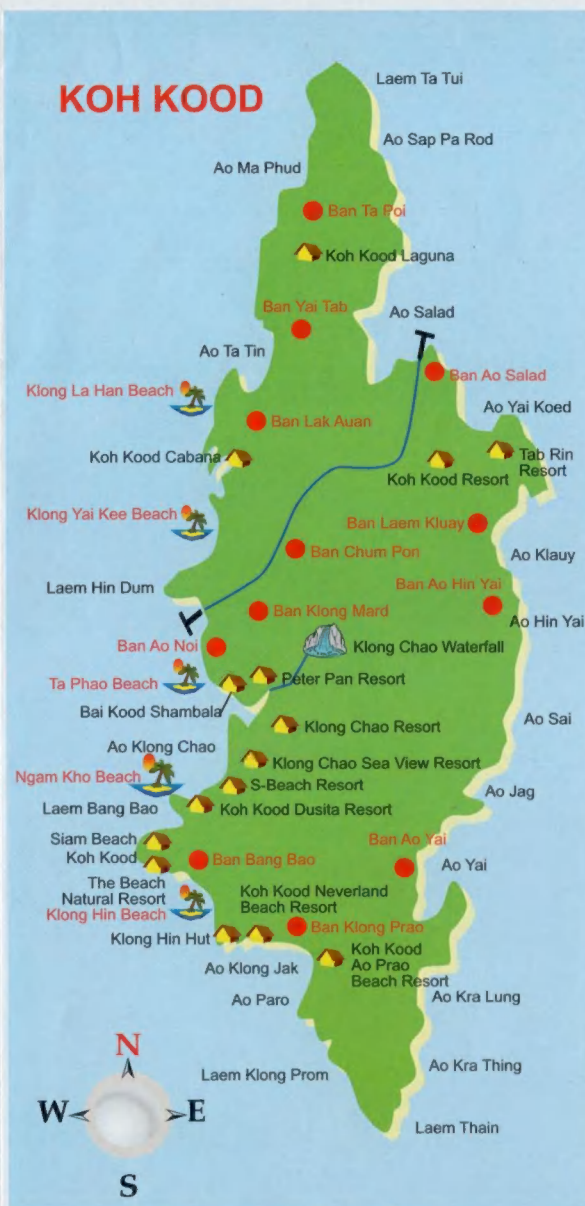 KOH KOOD
Laem Ta Tui
Ao Sap Pa Rod
Ao Ma Phud
Ban Ta Poi
Koh Kood Laguna
Ban Yai Tab
Ao Salad
Ao Ta Tin
Ban Ao Salad
Klong La Han Beach
Ao Yai Koed
Ban Lak Auan
Koh Kood Cabana
Tab Rin
Resort
Koh Kood Resort
Klong Yai Kee Beach
Ban Laem Kluay
Ban Chum Pon
Ao Klauy
Laem Hin Dum
Ban Ao Hin Yai
Ban Klong Mard
Ao Hin Yai
Ban Ao Noi
Klong Chao Waterfall
Ta Phao Beach
Peter Pan Resort
Bai Kood Shambala
Klong Chao Resort
Ao Sai
Ao Klong Chao
Klong Chao Sea View Resort
Ngam Kho Beach
S-Beach Resort
Ao Jag
Laem Bang Bao
Koh Kood Dusita Resort
Siam Beach
Koh Kood
Ban Ao Yai
Ban Bang Bao
Ao Yai
The Beach
Natural Resort
Koh Kood Neverland
Beach Resort
Klong Hin Beach
Ban Klong Prao
Klong Hin Hut
Koh Kood
Ao Prao
Beach Resort
Ao Klong Jak
Ao Paro
Ao Kra Lung
N
Laem Klong Prom
Ao Kra Thing
W
E
Laem Thain
S